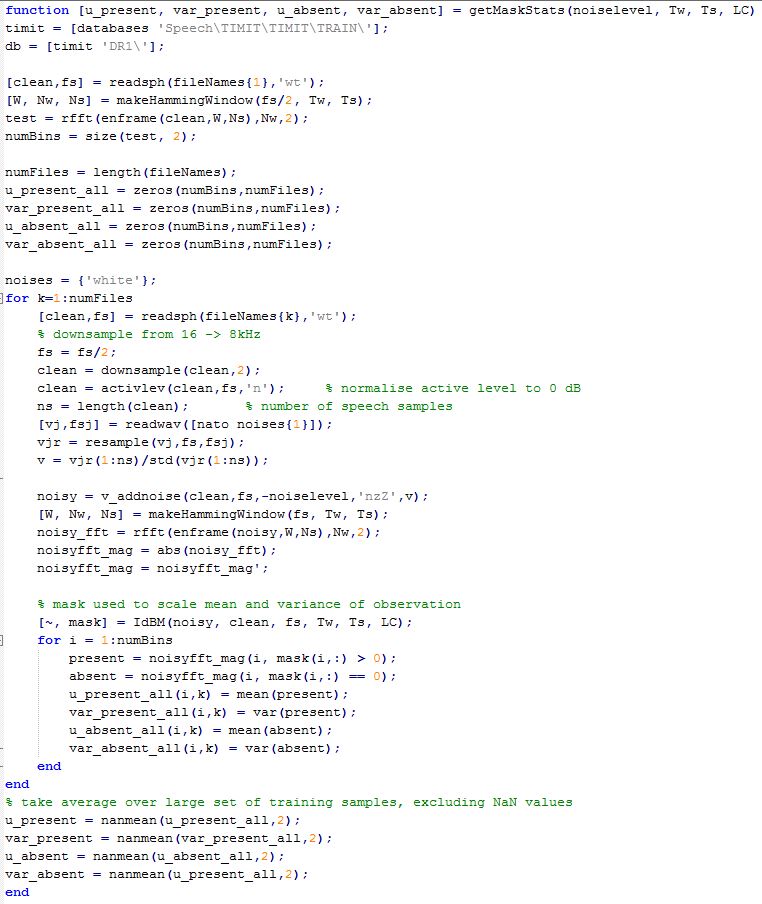 function [u_present, var_present, u_absent, var_absent] = getMaskStats(noiselevel, Tw, Ts, LC)
timit = [databases 'Speech\TIMIT\TIMIT\TRAIN\'];
db = [timit 'DR1\'];
[clean,fs] = readsph(fileNames{1},'wt');
[W, Nw, Ns] = makeHammingWindow(fs/2, Tw, Ts);
test = rfft(enframe(clean,W,Ns),Nw,2);
numBins = size(test, 2);
numFiles = length(fileNames);
u_present_all = zeros(numBins,numFiles);
var_present_all = zeros(numBins,numFiles);
u_absent_all = zeros(numBins,numFiles);
var_absent_all = zeros(numBins,numFiles);
noises = {'white'};
for k=1:numFiles
[clean,fs] = readsph(fileNames{k},'wt');
% downsample from 16 -> 8kHz
fs = fs/2;
clean = downsample(clean,2);
clean = activlev(clean,fs,'n'); % normalise active level to 0 dB
ns = length(clean); % number of speech samples
[vj,fsj] = readwav([nato noises{1}]);
vjr = resample(vj,fs,fsj);
v = vjr(1:ns)/std(vjr(1:ns));
noisy = v_addnoise(clean,fs,-noiselevel,'nzZ',v);
[W, Nw, Ns] = makeHammingWindow(fs, Tw, Ts);
noisy_fft = rfft(enframe(noisy,W,Ns),Nw,2);
noisyfft_mag = abs(noisy_fft);
noisyfft_mag = noisyfft_mag';
% mask used to scale mean and variance of observation
[~, mask] = IdBM(noisy, clean, fs, Tw, Ts, LC);
for i = 1:numBins
present = noisyfft_mag(i, mask(i,:) > 0);
absent = noisyfft_mag(i, mask(i,:) == 0);
u_present_all(i,k) = mean(present);
var_present_all(i,k) = var(present);
u_absent_all(i,k) = mean(absent);
var_absent_all(i,k) = var(absent);
end
end
% take average over large set of training samples, excluding NaN values
u_present = nanmean(u_present_all,2);
var_present = nanmean(var_present_all,2);
u_absent = nanmean(u_absent_all,2);
var_absent = nanmean(u_present_all,2);
end